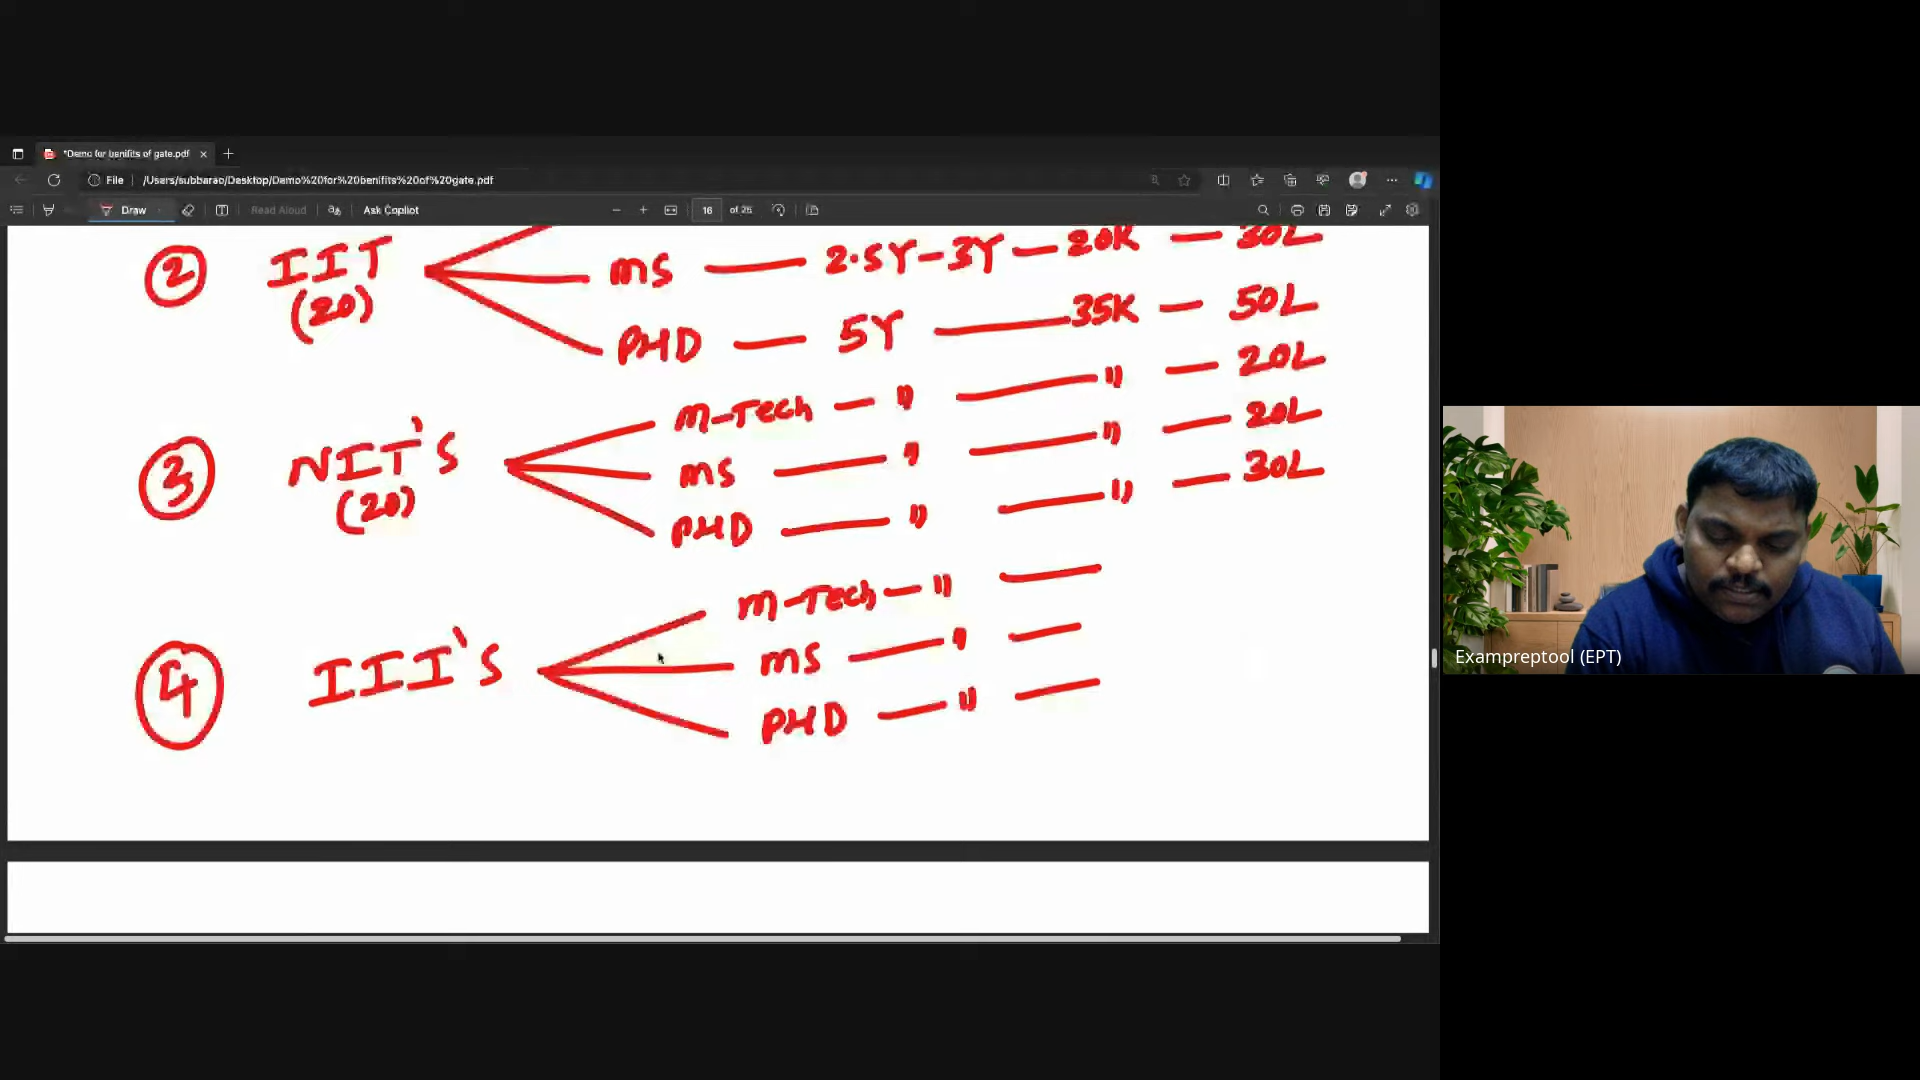 *Demo for benifits of gate.pdf
File /Users/subbarao/Desktop/Demo%20for%20benifits%20of%20gate.pdf
Draw Read Aloud Ask Copilot 16 of 25
② IIT (20)
MS — 2.5Y-3Y — 20K — 30L
PHD — 5Y — 35K — 50L
③ NIT'S (20)
M-Tech — " — " — 20L
MS — " — " — 20L
PHD — " — " — 30L
④ III'S
M-Tech — " —
MS — " —
PHD — " —
Exampreptool (EPT)